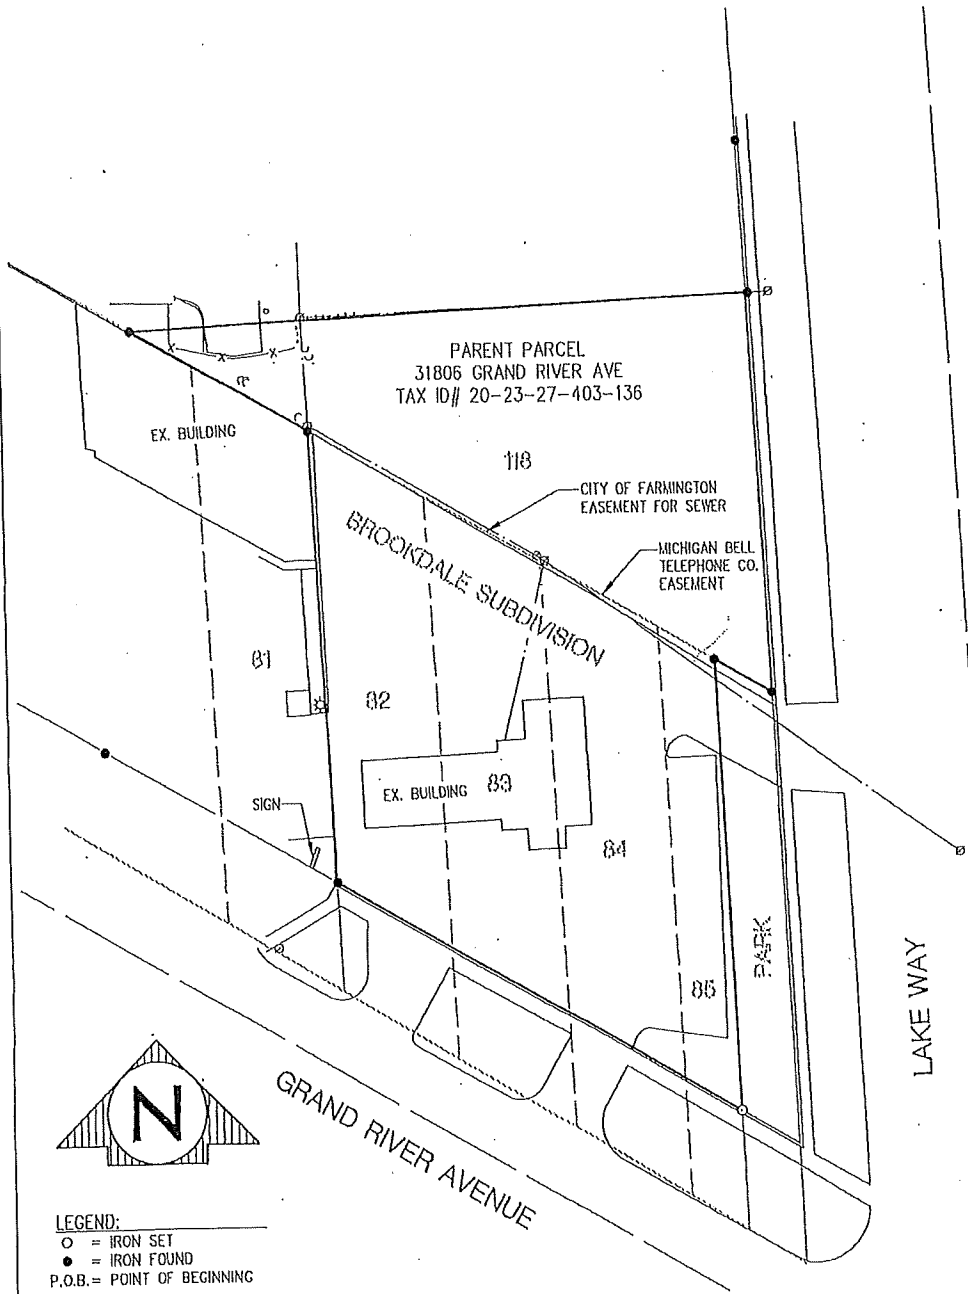 PARENT PARCEL
31806 GRAND RIVER AVE
TAX ID# 20-23-27-403-136
EX. BUILDING
118
CITY OF FARMINGTON
EASEMENT FOR SEWER
MICHIGAN BELL
TELEPHONE CO.
EASEMENT
BROOKDALE SUBDIVISION
81
82
EX. BUILDING
83
SIGN
84
85
PARK
LAKE WAY
GRAND RIVER AVENUE
N
LEGEND:
○ = IRON SET
● = IRON FOUND
P.O.B.= POINT OF BEGINNING